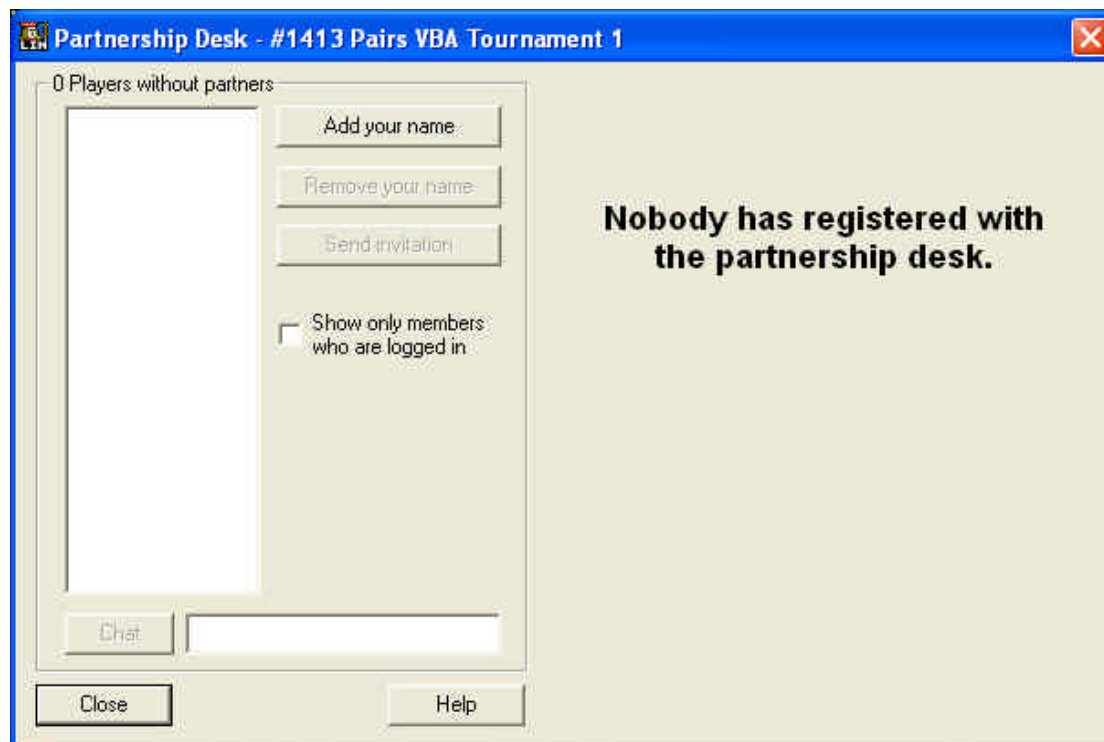 Partnership Desk - #1413 Pairs VBA Tournament 1
0 Players without partners
Add your name
Remove your name
Send invitation
Show only members
who are logged in
Chat
Close
Help
Nobody has registered with
the partnership desk.